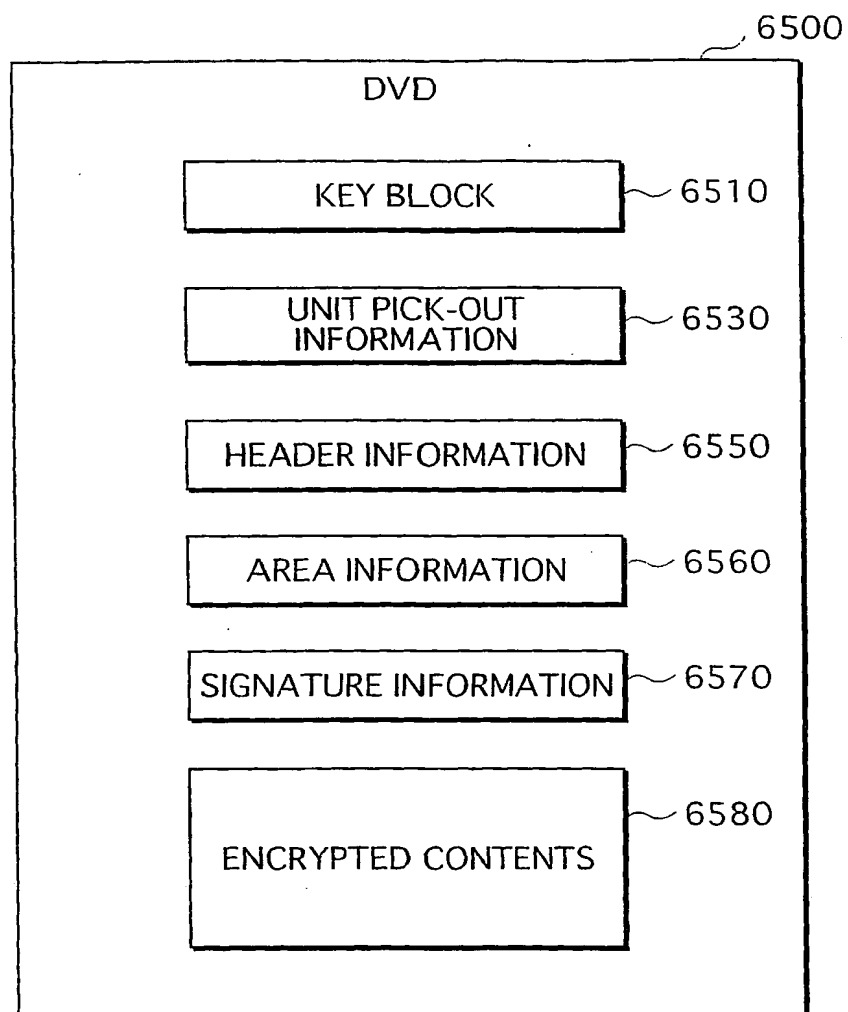 6500
DVD
KEY BLOCK
6510
UNIT PICK-OUT
INFORMATION
6530
HEADER INFORMATION
6550
AREA INFORMATION
6560
SIGNATURE INFORMATION
6570
ENCRYPTED CONTENTS
6580